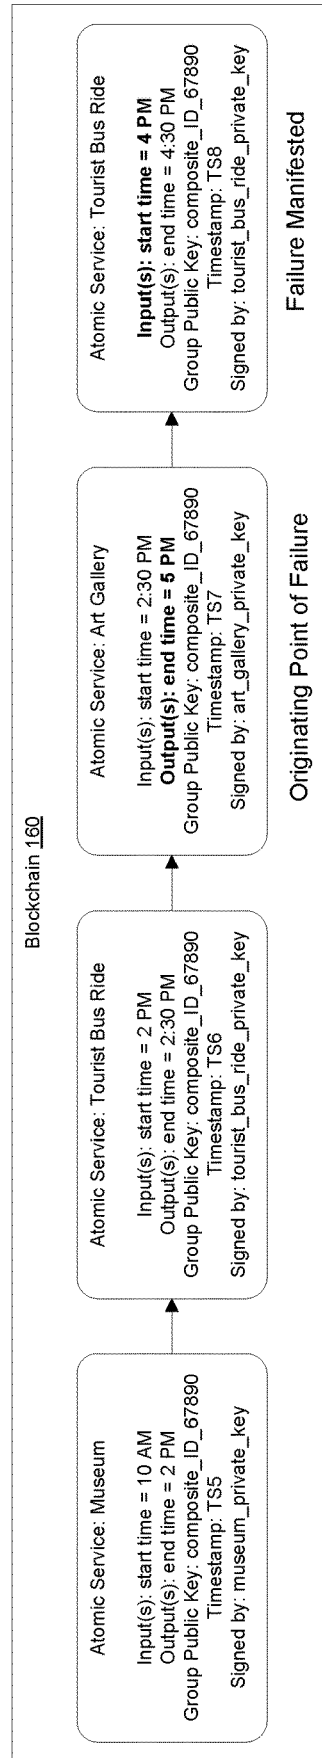 Blockchain 160
Atomic Service: Museum
Input(s): start time = 10 AM
Output(s): end time = 2 PM
Group Public Key: composite_ID_67890
Timestamp: TS5
Signed by: museum_private_key
Atomic Service: Tourist Bus Ride
Input(s): start time = 2 PM
Output(s): end time = 2:30 PM
Group Public Key: composite_ID_67890
Timestamp: TS6
Signed by: tourist_bus_ride_private_key
Atomic Service: Art Gallery
Input(s): start time = 2:30 PM
Output(s): end time = 5 PM
Group Public Key: composite_ID_67890
Timestamp: TS7
Signed by: art_gallery_private_key
Originating Point of Failure
Atomic Service: Tourist Bus Ride
Input(s): start time = 4 PM
Output(s): end time = 4:30 PM
Group Public Key: composite_ID_67890
Timestamp: TS8
Signed by: tourist_bus_ride_private_key
Failure Manifested